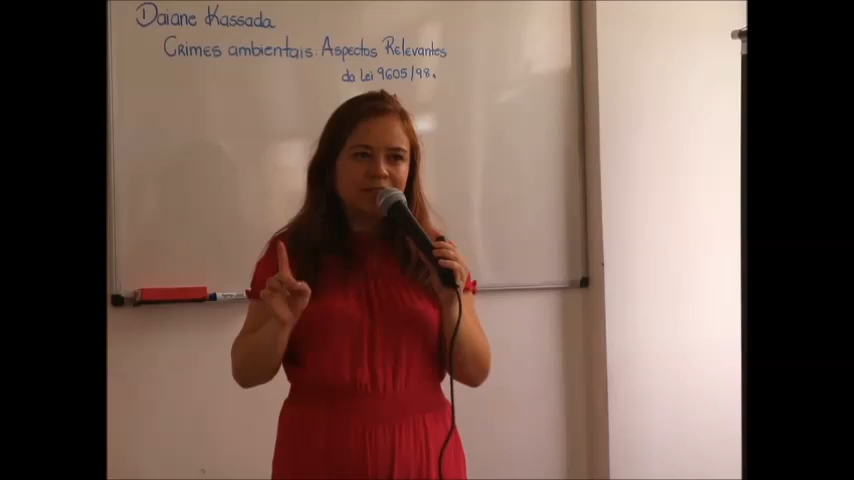 Daiane Kassada
Crimes ambientais: Aspectos Relevantes
da Lei 9605/98.